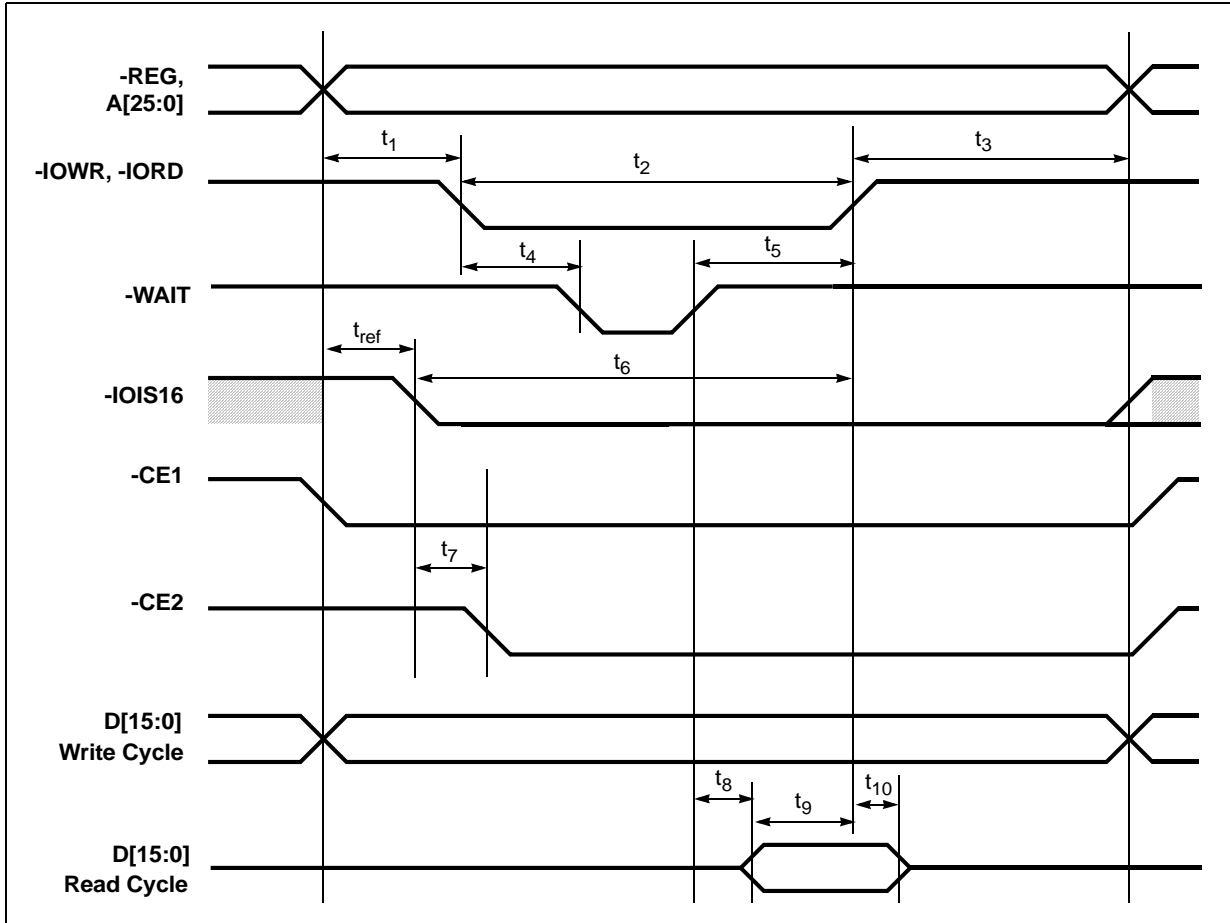 -REG,
A[25:0]
t1
t3
-IOWR, -IORD
t2
t4
t5
-WAIT
tref
t6
-IOIS16
-CE1
t7
-CE2
D[15:0]
Write Cycle
t8
t9
t10
D[15:0]
Read Cycle